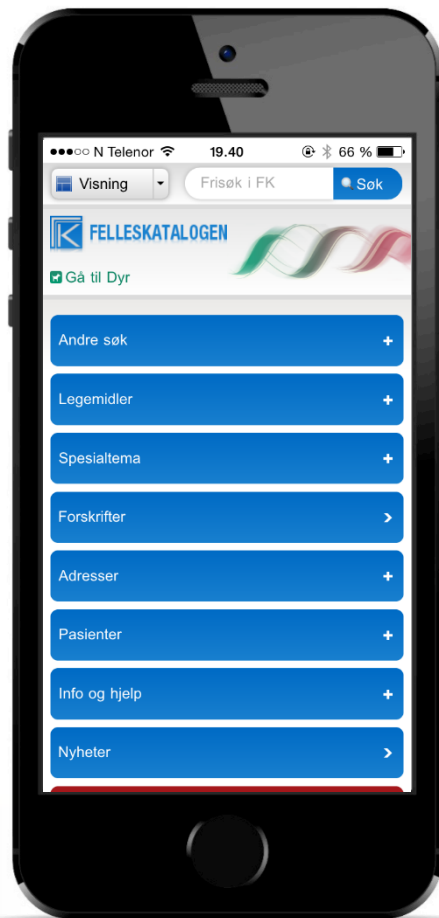 N Telenor 19.40 66 %
Visning Frisøk i FK Søk
FELLESKATALOGEN
Gå til Dyr
Andre søk +
Legemidler +
Spesialtema +
Forskrifter >
Adresser +
Pasienter +
Info og hjelp +
Nyheter >